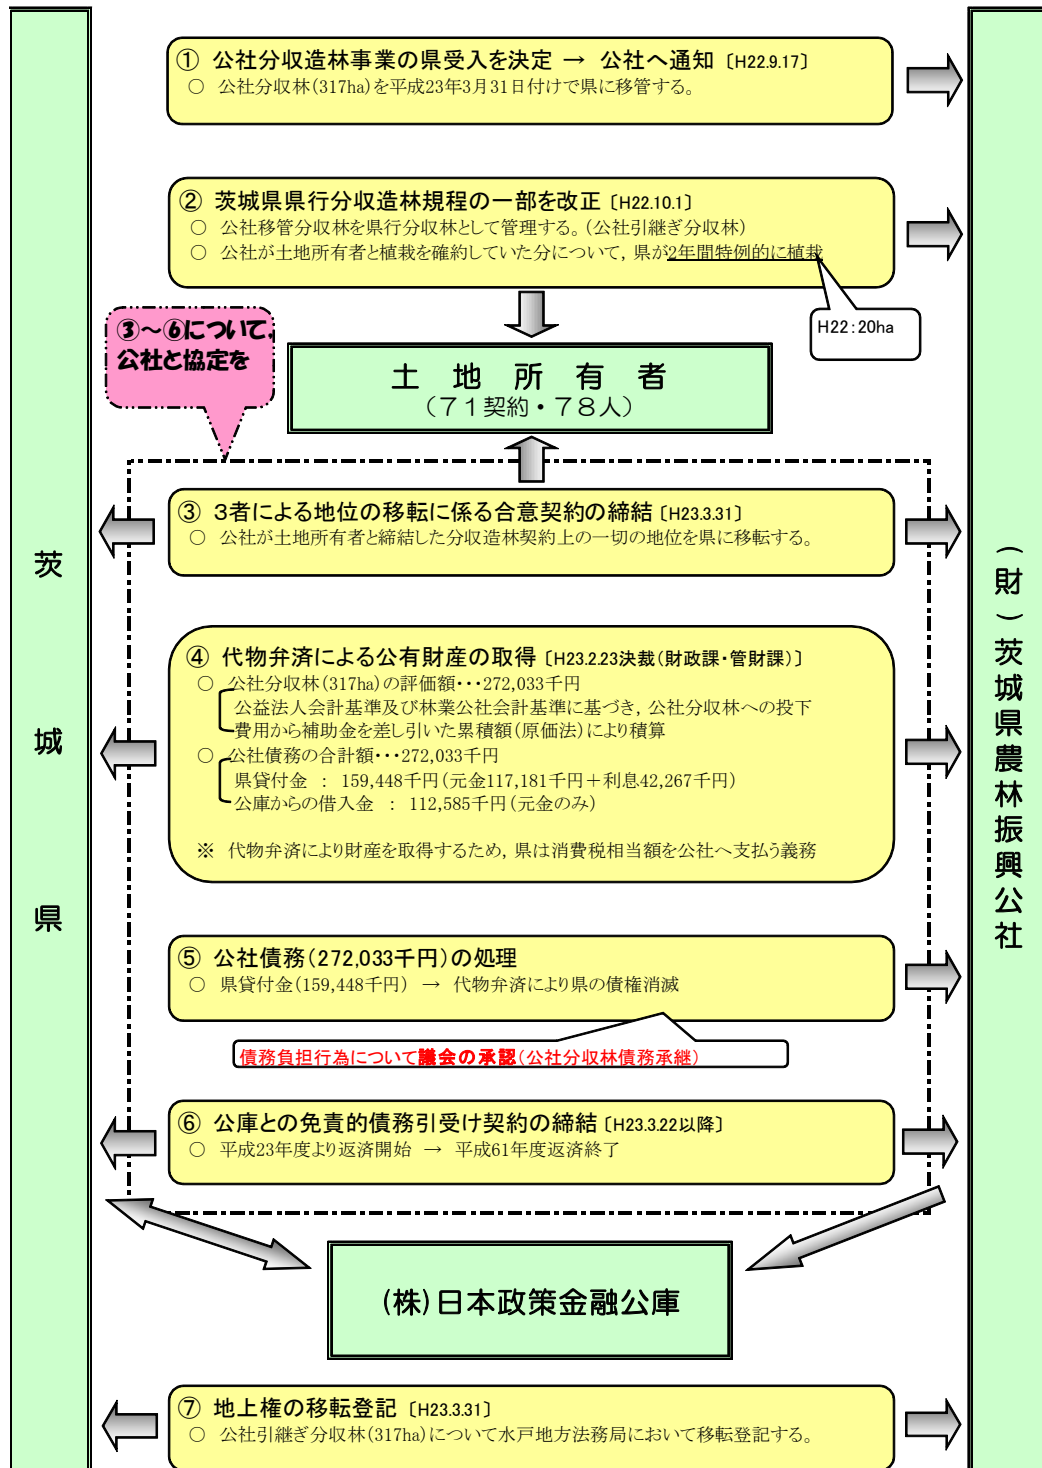 ① 公社分収造林事業の県受入を決定 → 公社へ通知 〔H22.9.17〕
○ 公社分収林(317ha)を平成23年3月31日付けで県に移管する。
② 茨城県県行分収造林規程の一部を改正 〔H22.10.1〕
○ 公社移管分収林を県行分収林として管理する。(公社引継ぎ分収林)
○ 公社が土地所有者と植栽を確約していた分について, 県が2年間特例的に植栽
H22:20ha
③～⑥について,
公社と協定を
土 地 所 有 者
(71契約・78人)
③ 3者による地位の移転に係る合意契約の締結 〔H23.3.31〕
○ 公社が土地所有者と締結した分収造林契約上の一切の地位を県に移転する。
茨城県
(財)茨城県農林振興公社
④ 代物弁済による公有財産の取得 〔H23.2.23決裁(財政課・管財課)〕
○ 公社分収林(317ha)の評価額・・・272,033千円
公益法人会計基準及び林業公社会計基準に基づき, 公社分収林への投下
費用から補助金を差し引いた累積額(原価法)により積算
○ 公社債務の合計額・・・272,033千円
県貸付金 : 159,448千円(元金117,181千円+利息42,267千円)
公庫からの借入金 : 112,585千円(元金のみ)
※ 代物弁済により財産を取得するため, 県は消費税相当額を公社へ支払う義務
⑤ 公社債務(272,033千円)の処理
○ 県貸付金(159,448千円) → 代物弁済により県の債権消滅
債務負担行為について議会の承認(公社分収林債務承継)
⑥ 公庫との免責的債務引受け契約の締結 〔H23.3.22以降〕
○ 平成23年度より返済開始 → 平成61年度返済終了
(株)日本政策金融公庫
⑦ 地上権の移転登記 〔H23.3.31〕
○ 公社引継ぎ分収林(317ha)について水戸地方法務局において移転登記する。